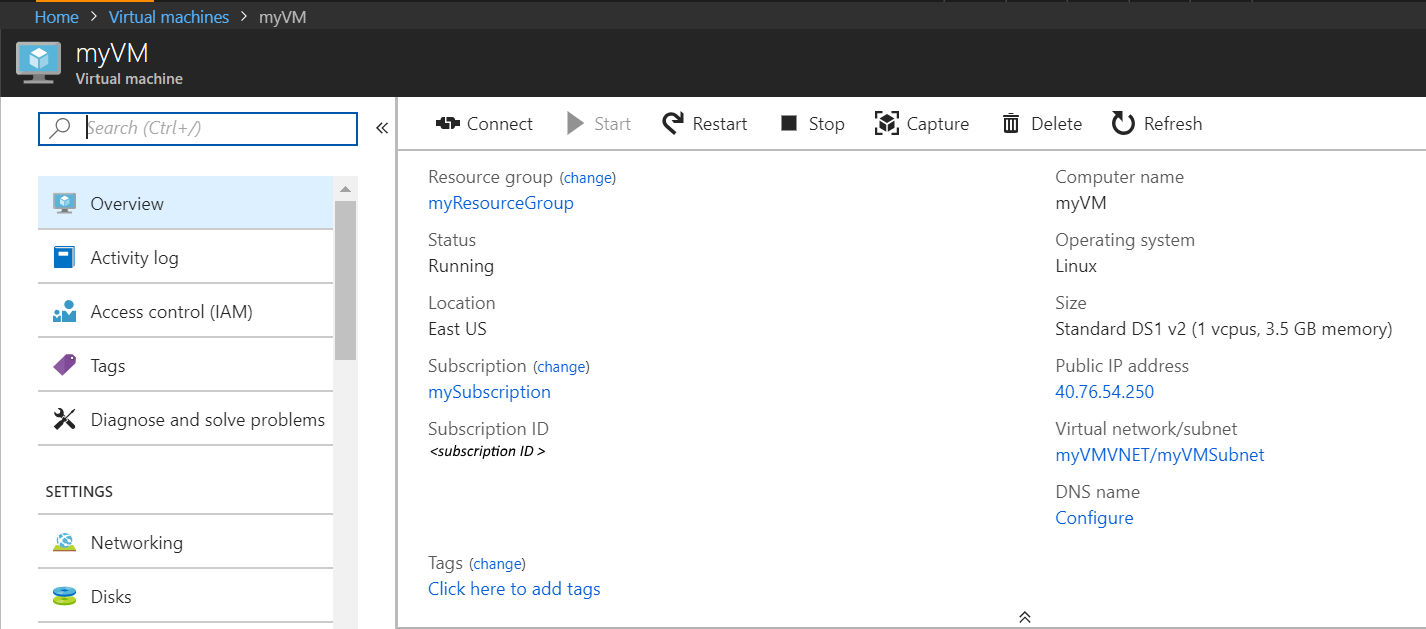 Home > Virtual machines > myVM
myVM
Virtual machine
Search (Ctrl+/)
«
Overview
Activity log
Access control (IAM)
Tags
Diagnose and solve problems
SETTINGS
Networking
Disks
Connect Start Restart Stop Capture Delete Refresh
Resource group (change)
myResourceGroup
Status
Running
Location
East US
Subscription (change)
mySubscription
Subscription ID
<subscription ID >
Computer name
myVM
Operating system
Linux
Size
Standard DS1 v2 (1 vcpus, 3.5 GB memory)
Public IP address
40.76.54.250
Virtual network/subnet
myVMVNET/myVMSubnet
DNS name
Configure
Tags (change)
Click here to add tags